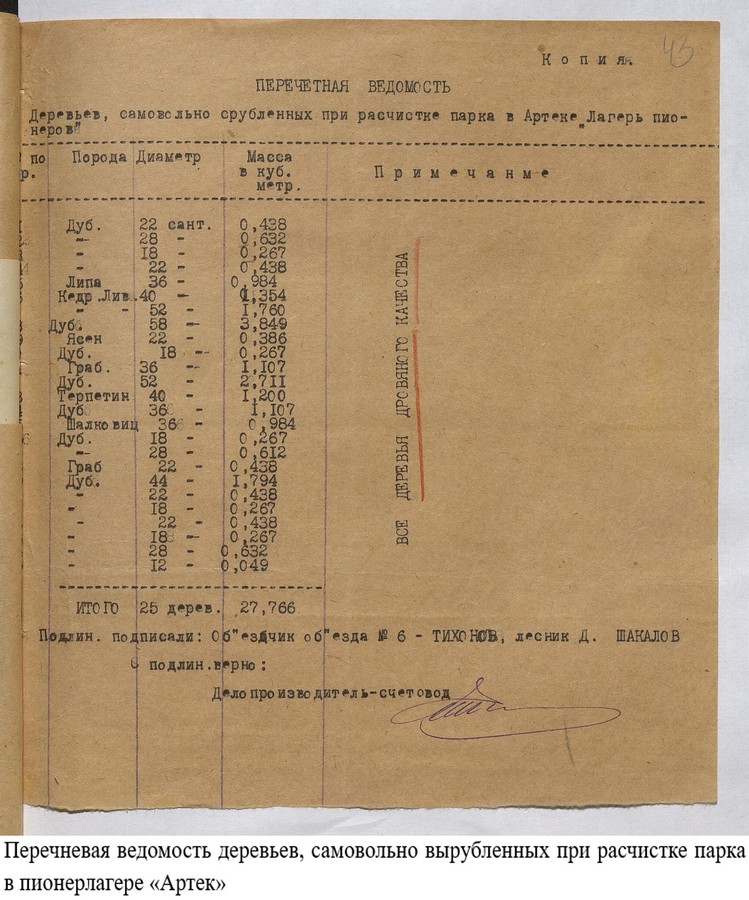 Копия.
45
ПЕРЕЧЕТНАЯ ВЕДОМОСТЬ
Деревьев, самовольно срубленных при расчистке парка в Артеке „Лагерь пио-
неров"
по Порода Диаметр Масса
р. в куб. Примечание
метр.
Дуб. 22 сант. 0,438
-"- 28 - 0,632
- 18 - 0,267
- 22 - 0,438
Липа 36 - 0,984
Кедр.Лив.40 - 1,354
- - 52 - 1,760
Дуб. 58 - 3,849
Ясен 22 - 0,386
Дуб. 18 - 0,267
Граб. 36 - 1,107
Дуб. 52 - 2,711
Терпетин 40 - 1,200
Дуб 36 - 1,107
Шалковиц 36 - 0,984
Дуб. 18 - 0,267
- 28 - 0,612
Граб 22 - 0,438
Дуб. 44 - 1,794
- 22 - 0,438
- 18 - 0,267
- 22 - 0,438
- 18 - 0,267
- 28 - 0,632
- 12 - 0,049
ВСЕ ДЕРЕВЬЯ ДРОВЯНОГО КАЧЕСТВА
ИТОГО 25 дерев. 27,766
Подлин. подписали: Об"ездчик об"езда № 6 - ТИХОНОВ, лесник Д. ШАКАЛОВ
С подлин.верно:
Делопроизводитель-счетовод
Перечневая ведомость деревьев, самовольно вырубленных при расчистке парка
в пионерлагере «Артек»